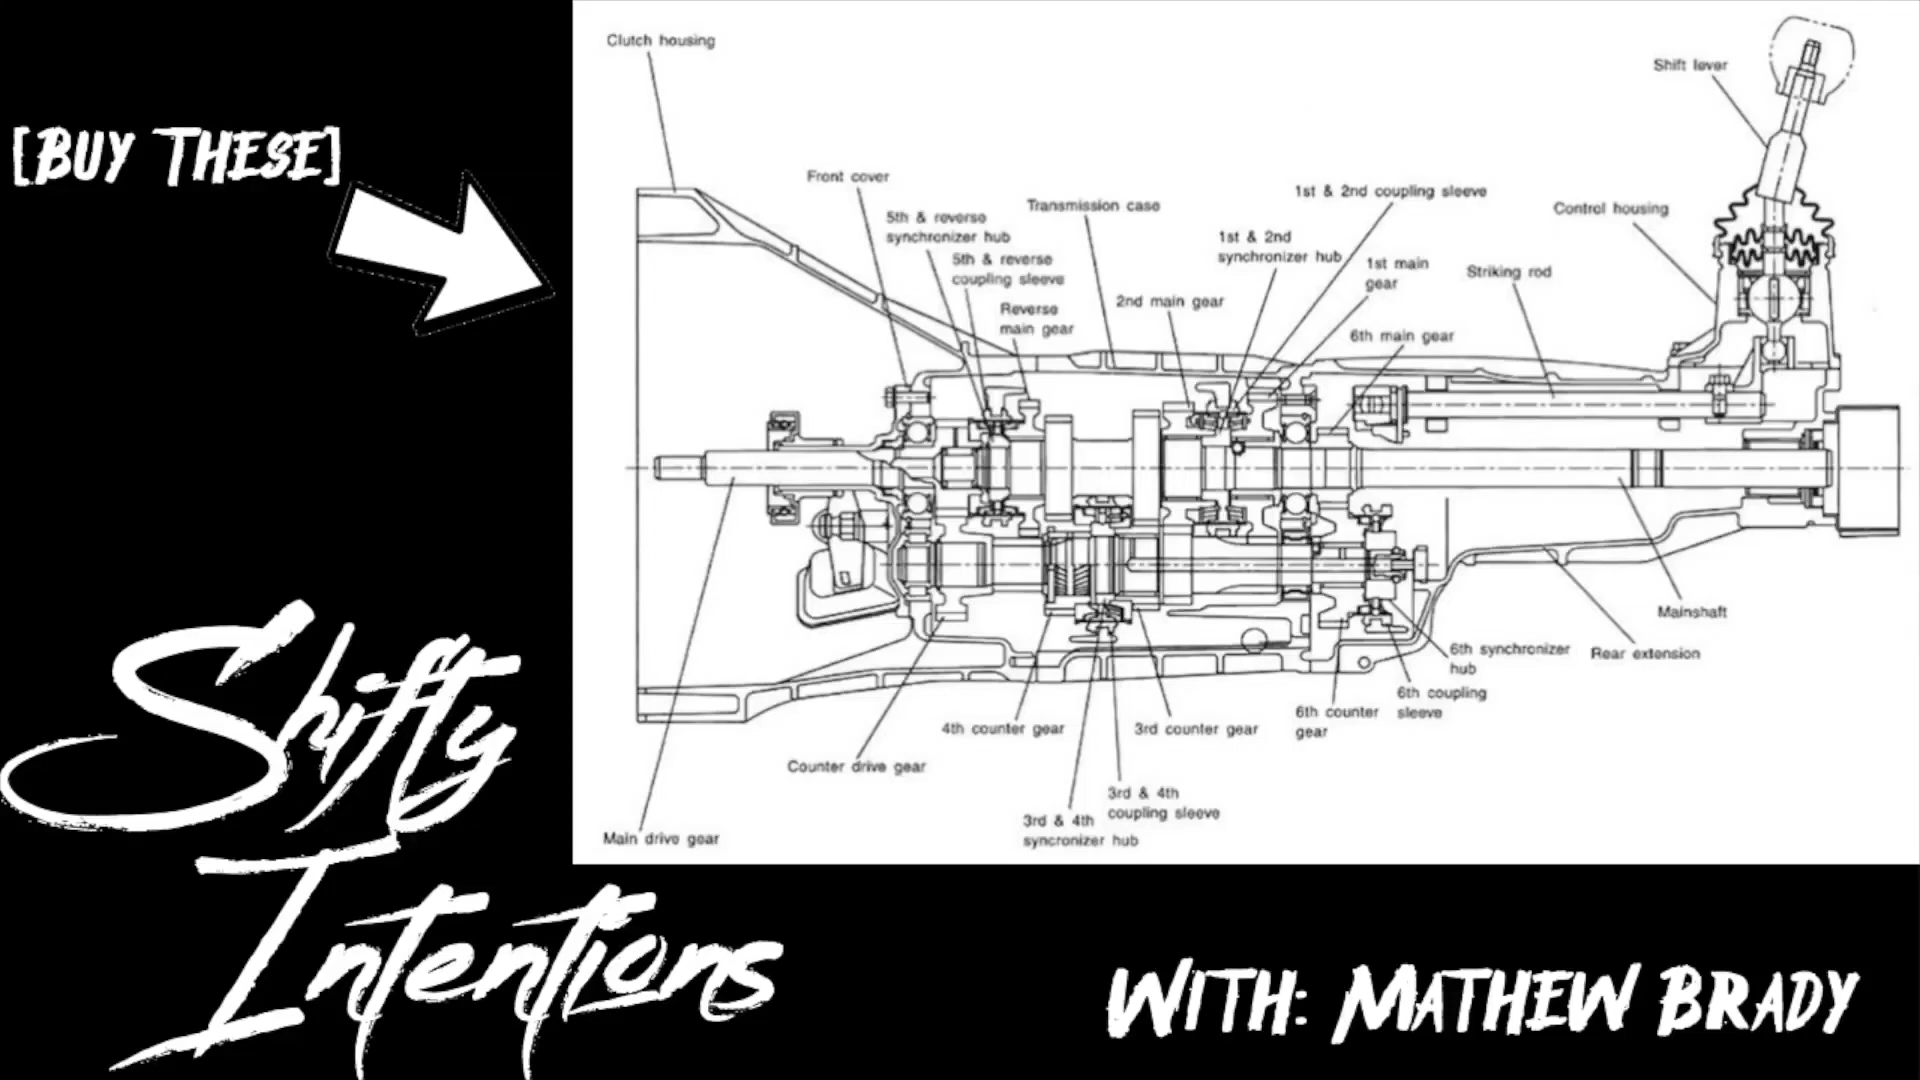 Clutch housing
Shift lever
[BUY THESE]
Front cover
1st & 2nd coupling sleeve
Transmission case
Control housing
5th & reverse
synchronizer hub
1st & 2nd
synchronizer hub
5th & reverse
coupling sleeve
1st main
gear
Striking rod
2nd main gear
Reverse
main gear
6th main gear
Mainshaft
6th synchronizer
hub
Rear extension
6th coupling
sleeve
6th counter
gear
4th counter gear
3rd counter gear
Counter drive gear
3rd & 4th
coupling sleeve
3rd & 4th
syncronizer hub
Main drive gear
Shifty
Intentions
WITH: MATHEW BRADY